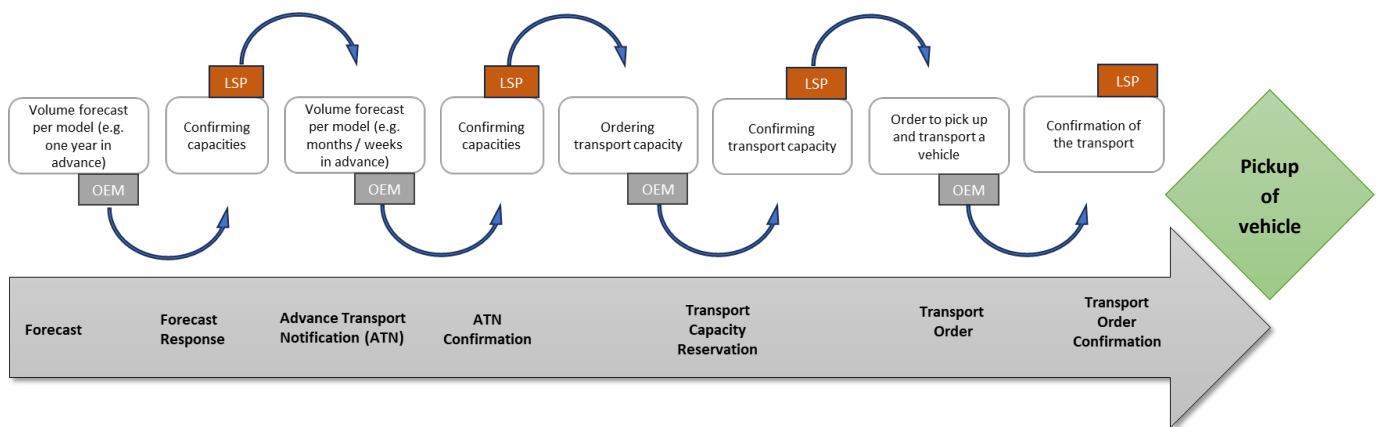 LSP
LSP
LSP
LSP
Volume forecast
per model (e.g.
one year in
advance)
Confirming
capacities
Volume forecast
per model (e.g.
months / weeks
in advance)
Confirming
capacities
Ordering
transport capacity
Confirming
transport capacity
Order to pick up
and transport a
vehicle
Confirmation of
the transport
OEM
OEM
OEM
OEM
Pickup
of
vehicle
Forecast
Forecast
Response
Advance Transport
Notification (ATN)
ATN
Confirmation
Transport
Capacity
Reservation
Transport
Order
Transport
Order
Confirmation